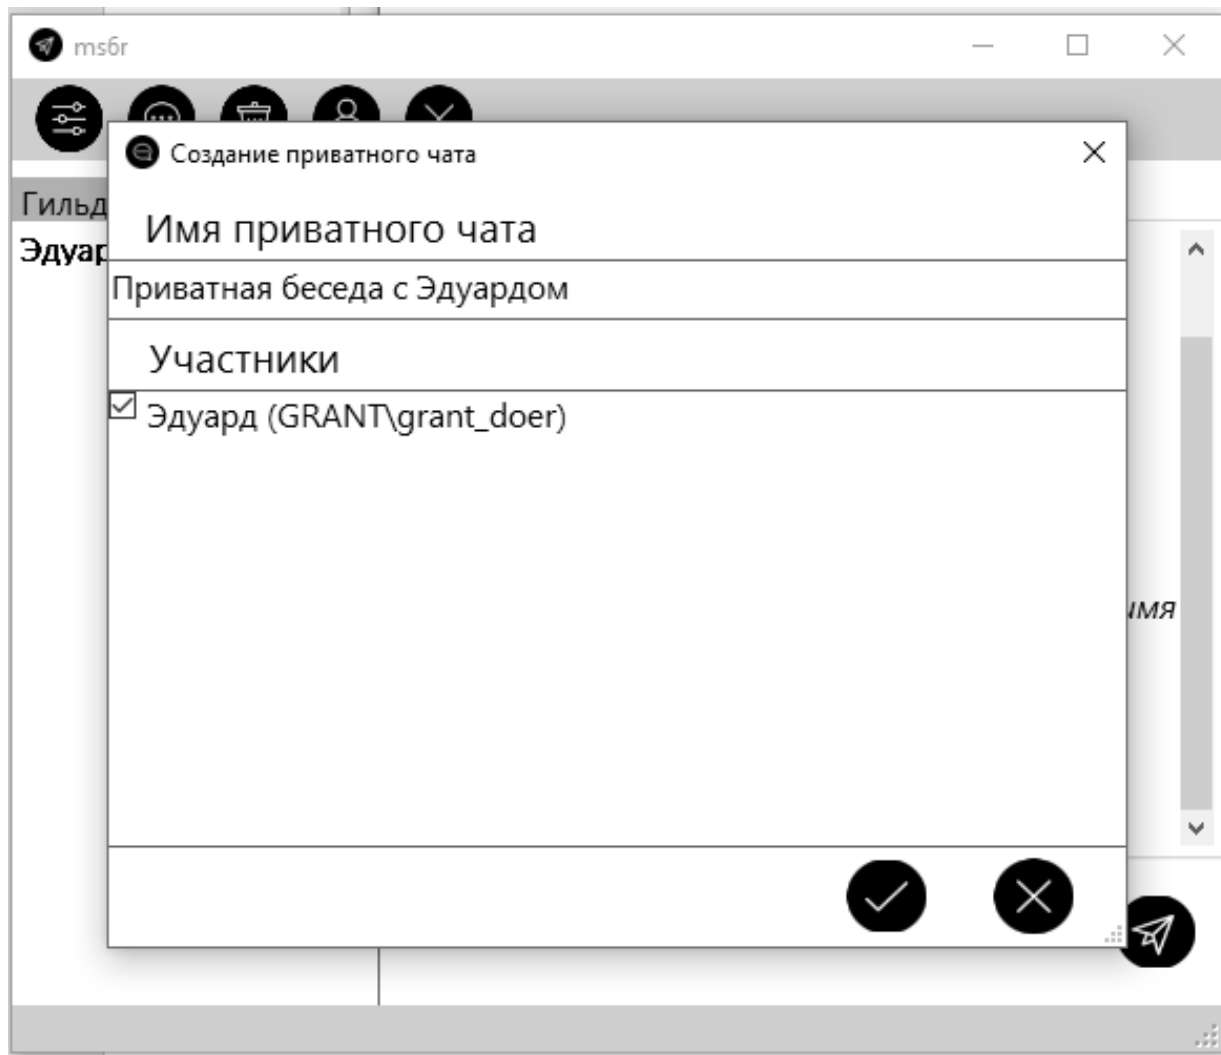 ms6r
Создание приватного чата
Гильд
Имя приватного чата
Эдуар
Приватная беседа с Эдуардом
Участники
Эдуард (GRANT\grant_doer)
имя